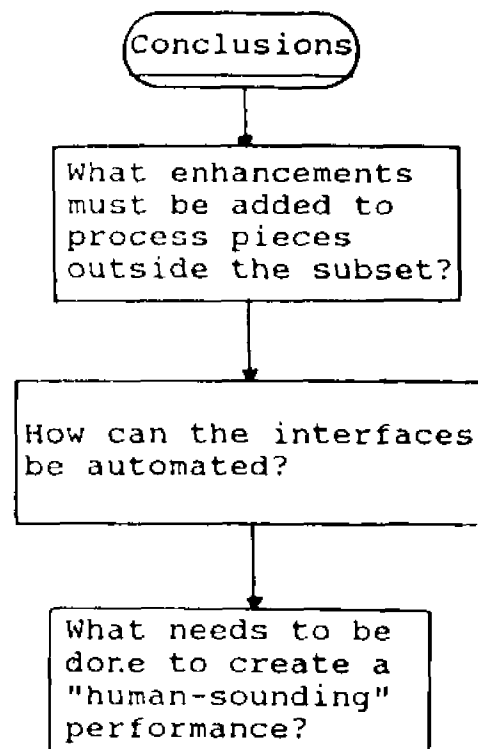 Conclusions
What enhancements
must be added to
process pieces
outside the subset?
How can the interfaces
be automated?
What needs to be
done to create a
"human-sounding"
performance?